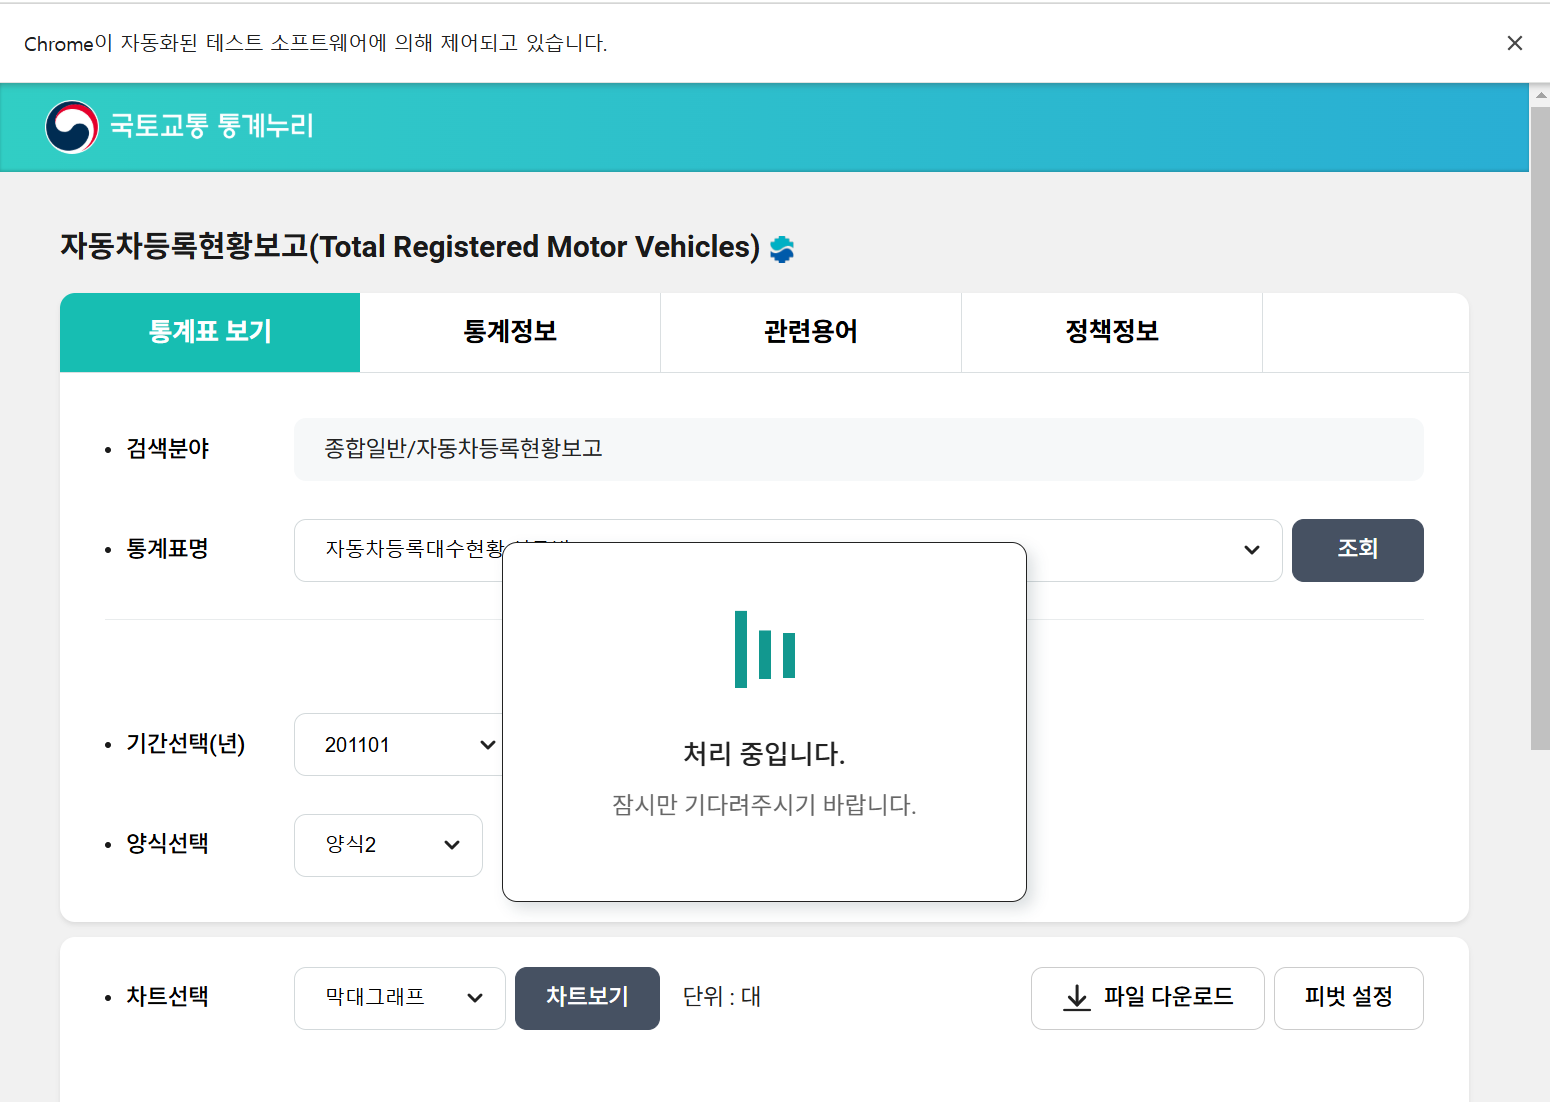 Chrome이 자동화된 테스트 소프트웨어에 의해 제어되고 있습니다.
국토교통 통계누리
자동차등록현황보고(Total Registered Motor Vehicles)
통계표 보기
통계정보
관련용어
정책정보
검색분야
종합일반/자동차등록현황보고
통계표명
자동차등록대수현황
조회
기간선택(년)
201101
양식선택
양식2
처리 중입니다.
잠시만 기다려주시기 바랍니다.
차트선택
막대그래프
차트보기
단위 : 대
파일 다운로드
피벗 설정